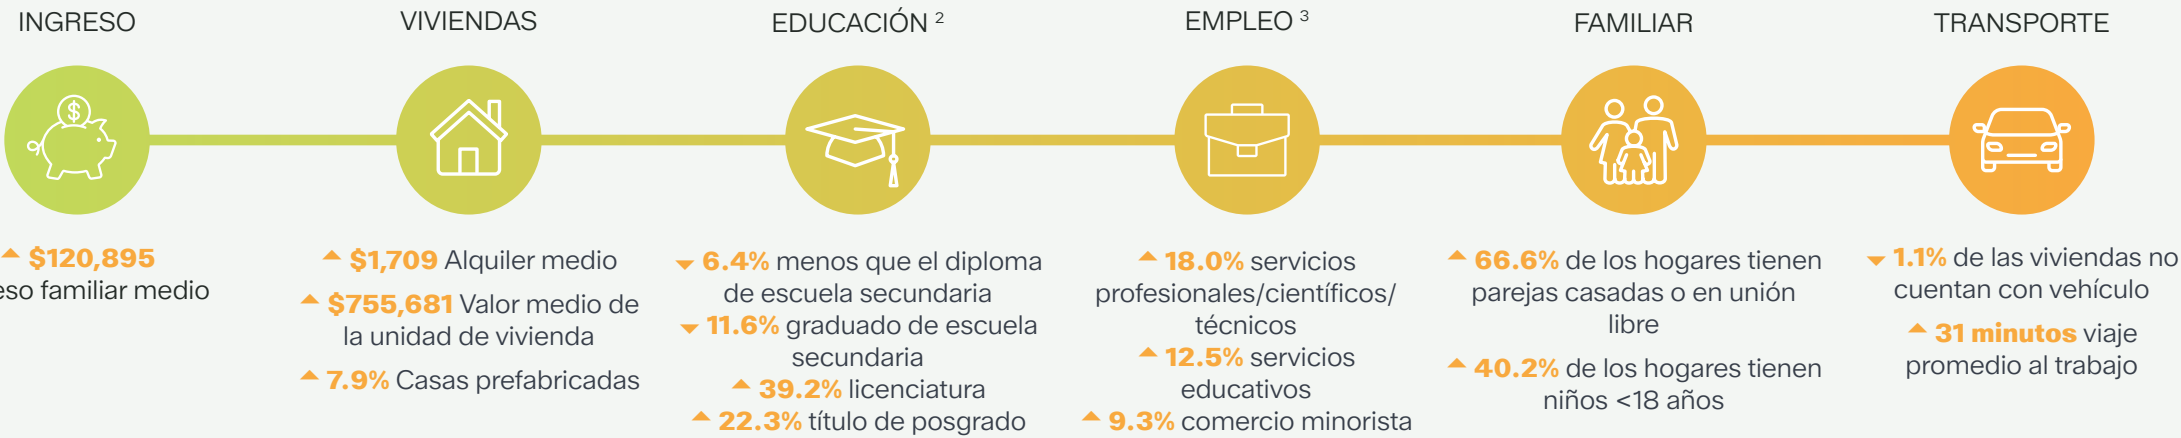 INGRESO
▲ $120,895
eso familiar medio
VIVIENDAS
▲ $1,709 Alquiler medio
▲ $755,681 Valor medio de
la unidad de vivienda
▲ 7.9% Casas prefabricadas
EDUCACIÓN ²
▼ 6.4% menos que el diploma
de escuela secundaria
▼ 11.6% graduado de escuela
secundaria
▲ 39.2% licenciatura
▲ 22.3% título de posgrado
EMPLEO ³
▲ 18.0% servicios
profesionales/científicos/
técnicos
▲ 12.5% servicios
educativos
▲ 9.3% comercio minorista
FAMILIAR
▲ 66.6% de los hogares tienen
parejas casadas o en unión
libre
▲ 40.2% de los hogares tienen
niños <18 años
TRANSPORTE
▼ 1.1% de las viviendas no
cuentan con vehículo
▲ 31 minutos viaje
promedio al trabajo
$